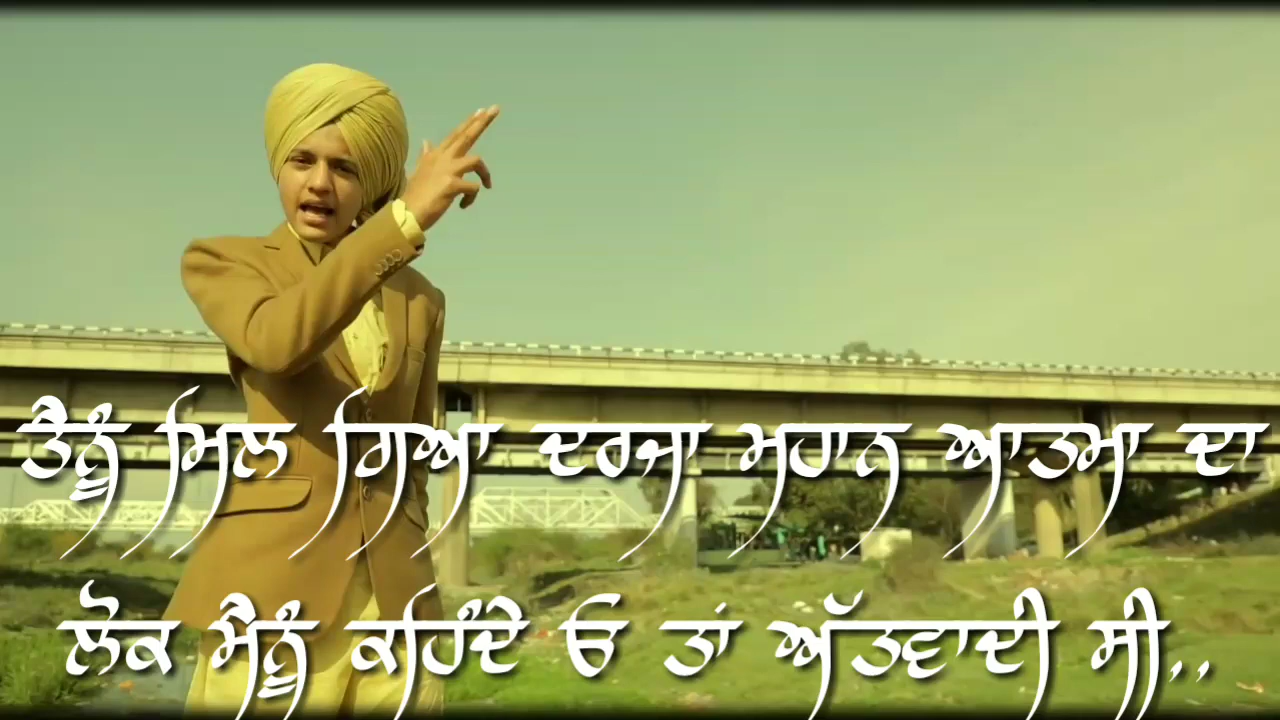 ਤੈਨੂੰ ਮਿਲ ਗਿਆ ਦਰਜਾ ਮਹਾਨ ਆਤਮਾ ਦਾ
ਲੋਕ ਮੈਨੂੰ ਕਹਿੰਦੇ ਓ ਤਾਂ ਅੱਤਵਾਦੀ ਸੀ,,